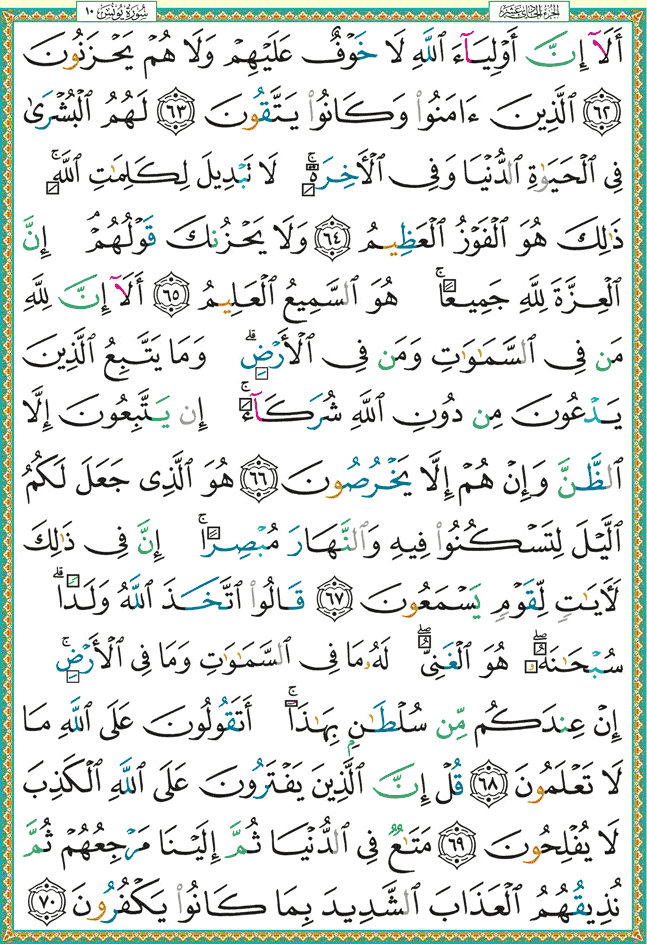 الجزء الحادي عشر سورة يونس ١٠
أَلَآ إِنَّ أَوْلِيَآءَ ٱللَّهِ لَا خَوْفٌ عَلَيْهِمْ وَلَا هُمْ يَحْزَنُونَ
﴿٦٢﴾ ٱلَّذِينَ ءَامَنُوا۟ وَكَانُوا۟ يَتَّقُونَ ﴿٦٣﴾ لَهُمُ ٱلْبُشْرَىٰ
فِى ٱلْحَيَوٰةِ ٱلدُّنْيَا وَفِى ٱلْـَٔاخِرَةِ ۚ لَا تَبْدِيلَ لِكَلِمَـٰتِ ٱللَّهِ ۚ
ذَٰلِكَ هُوَ ٱلْفَوْزُ ٱلْعَظِيمُ ﴿٦٤﴾ وَلَا يَحْزُنكَ قَوْلُهُمْ ۘ إِنَّ
ٱلْعِزَّةَ لِلَّهِ جَمِيعًا ۚ هُوَ ٱلسَّمِيعُ ٱلْعَلِيمُ ﴿٦٥﴾ أَلَآ إِنَّ لِلَّهِ
مَن فِى ٱلسَّمَـٰوَٰتِ وَمَن فِى ٱلْأَرْضِ ۗ وَمَا يَتَّبِعُ ٱلَّذِينَ
يَدْعُونَ مِن دُونِ ٱللَّهِ شُرَكَآءَ ۚ إِن يَتَّبِعُونَ إِلَّا
ٱلظَّنَّ وَإِنْ هُمْ إِلَّا يَخْرُصُونَ ﴿٦٦﴾ هُوَ ٱلَّذِى جَعَلَ لَكُمُ
ٱلَّيْلَ لِتَسْكُنُوا۟ فِيهِ وَٱلنَّهَارَ مُبْصِرًا ۚ إِنَّ فِى ذَٰلِكَ
لَـَٔايَـٰتٍ لِّقَوْمٍ يَسْمَعُونَ ﴿٦٧﴾ قَالُوا۟ ٱتَّخَذَ ٱللَّهُ وَلَدًا ۗ
سُبْحَـٰنَهُۥ ۖ هُوَ ٱلْغَنِىُّ ۖ لَهُۥ مَا فِى ٱلسَّمَـٰوَٰتِ وَمَا فِى ٱلْأَرْضِ ۚ
إِنْ عِندَكُم مِّن سُلْطَـٰنٍۭ بِهَـٰذَآ ۚ أَتَقُولُونَ عَلَى ٱللَّهِ مَا
لَا تَعْلَمُونَ ﴿٦٨﴾ قُلْ إِنَّ ٱلَّذِينَ يَفْتَرُونَ عَلَى ٱللَّهِ ٱلْكَذِبَ
لَا يُفْلِحُونَ ﴿٦٩﴾ مَتَـٰعٌ فِى ٱلدُّنْيَا ثُمَّ إِلَيْنَا مَرْجِعُهُمْ ثُمَّ
نُذِيقُهُمُ ٱلْعَذَابَ ٱلشَّدِيدَ بِمَا كَانُوا۟ يَكْفُرُونَ ﴿٧٠﴾